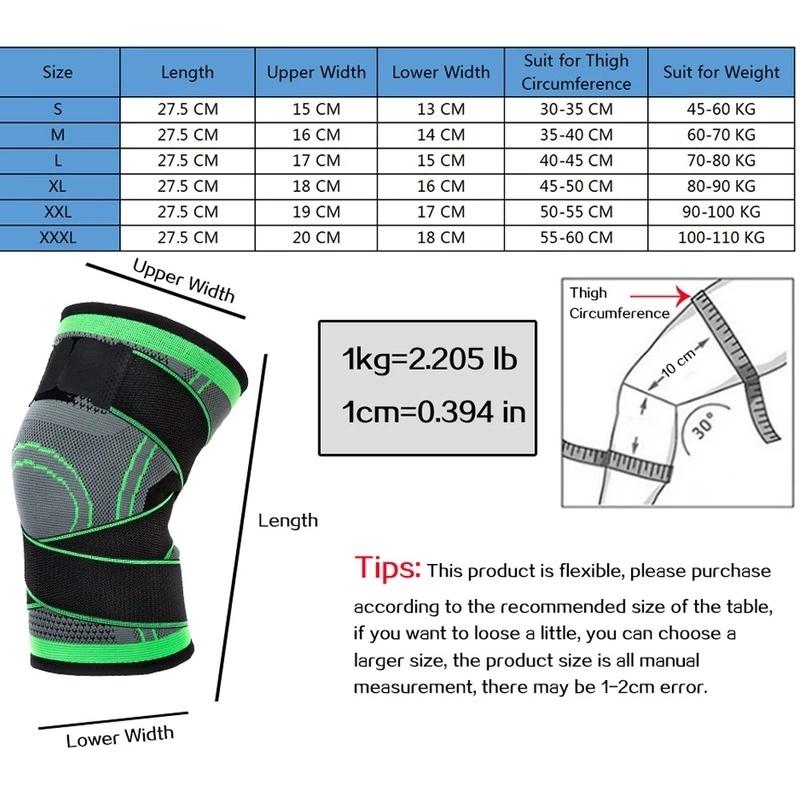 Size Length Upper Width Lower Width Suit for Thigh Circumference Suit for Weight
S 27.5 CM 15 CM 13 CM 30-35 CM 45-60 KG
M 27.5 CM 16 CM 14 CM 35-40 CM 60-70 KG
L 27.5 CM 17 CM 15 CM 40-45 CM 70-80 KG
XL 27.5 CM 18 CM 16 CM 45-50 CM 80-90 KG
XXL 27.5 CM 19 CM 17 CM 50-55 CM 90-100 KG
XXXL 27.5 CM 20 CM 18 CM 55-60 CM 100-110 KG
Upper Width
Length
Lower Width
1kg=2.205 lb
1cm=0.394 in
Thigh
Circumference
10 cm
30°
Tips: This product is flexible, please purchase
according to the recommended size of the table,
if you want to loose a little, you can choose a
larger size, the product size is all manual
measurement, there may be 1-2cm error.